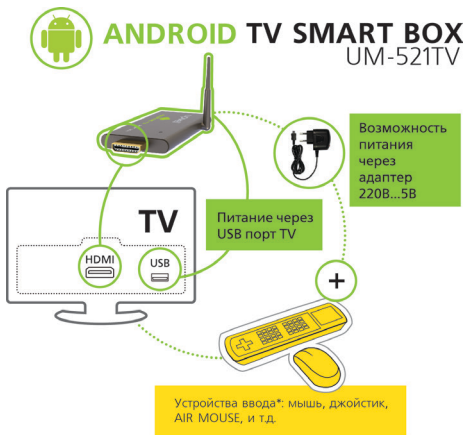 ANDROID TV SMART BOX
UM-521TV
Возможность
питания
через
адаптер
220В...5В
TV
Питание через
USB порт TV
HDMI
USB
+
Устройства ввода*: мышь, джойстик,
AIR MOUSE, и т.д.